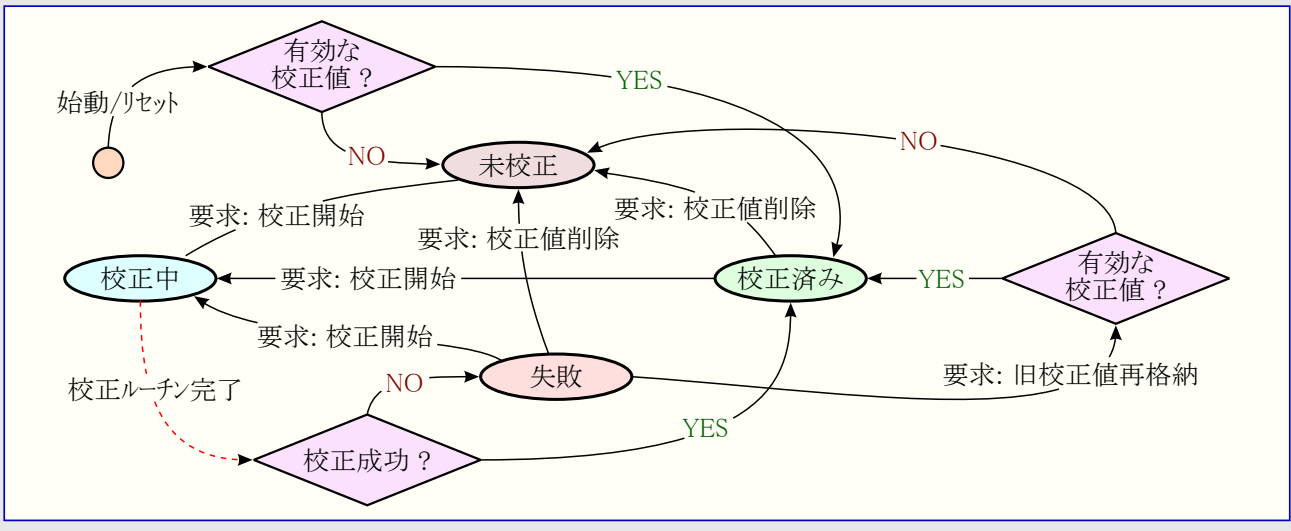 有効な
校正値？
YES
始動/リセット
NO
NO
未校正
要求: 校正開始
要求: 校正値削除
要求: 校正値削除
校正中
要求: 校正開始
校正済み
YES
有効な
校正値？
要求: 校正開始
失敗
要求: 旧校正値再格納
校正ルーチン完了
NO
YES
校正成功？